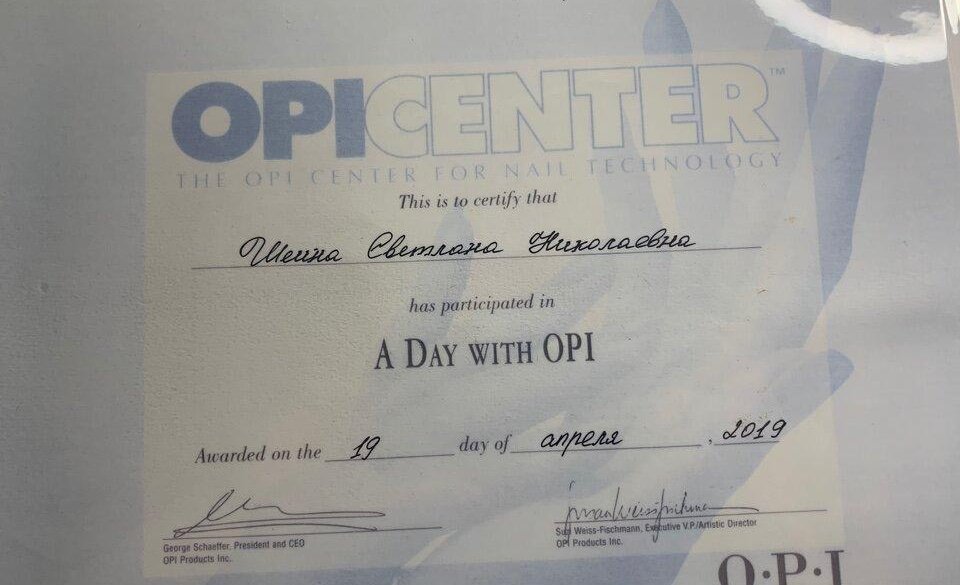 OPICENTER™
THE OPI CENTER FOR NAIL TECHNOLOGY
This is to certify that
Шеина Светлана Николаевна
has participated in
A DAY WITH OPI
Awarded on the 19 day of апреля, 2019
George Schaeffer, President and CEO
OPI Products Inc.
Suzi Weiss-Fischmann, Executive V.P./Artistic Director
OPI Products Inc.
O·P·I